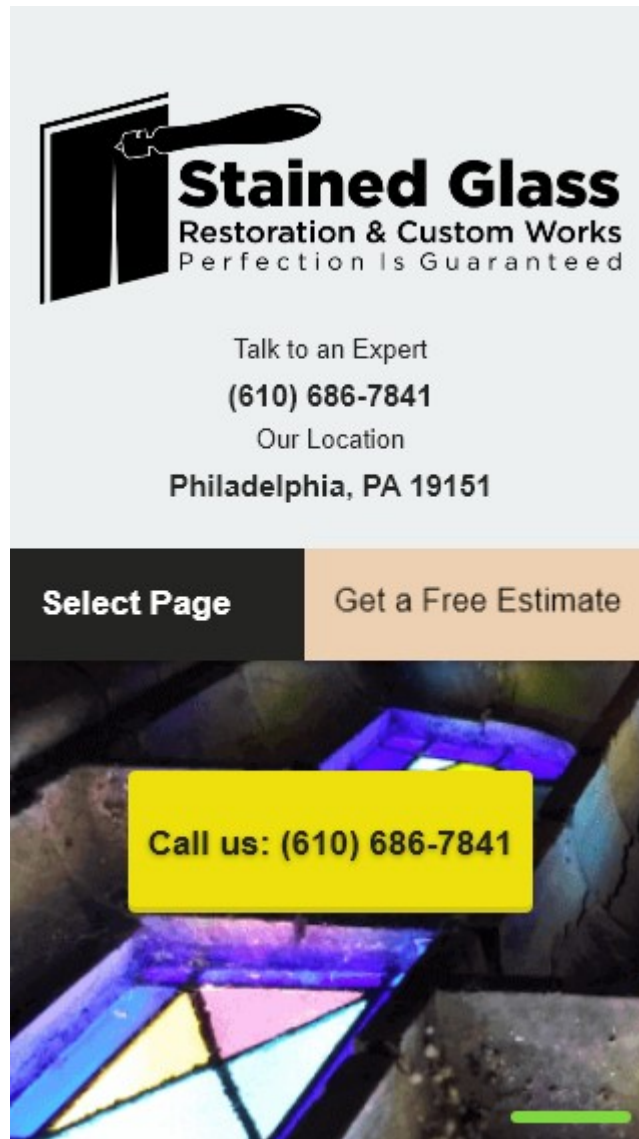 Stained Glass
Restoration & Custom Works
Perfection Is Guaranteed
Talk to an Expert
(610) 686-7841
Our Location
Philadelphia, PA 19151
Select Page
Get a Free Estimate
Call us: (610) 686-7841